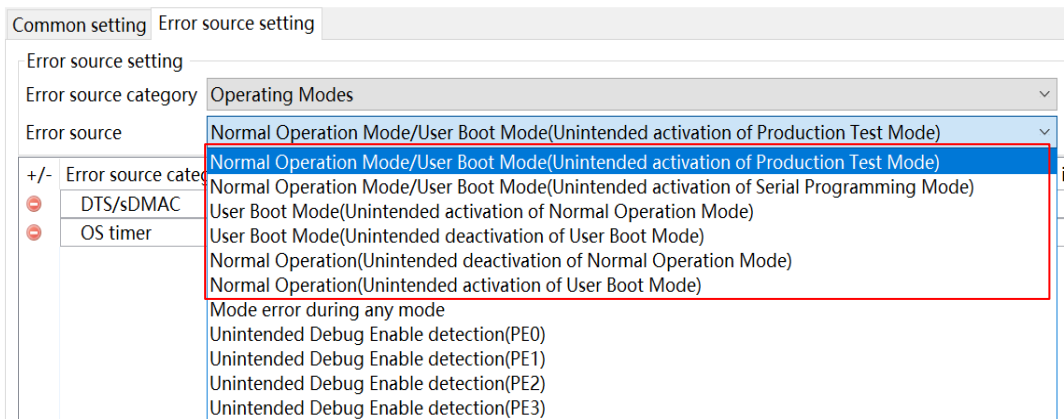 Common setting Error source setting
Error source setting
Error source category Operating Modes
Error source Normal Operation Mode/User Boot Mode(Unintended activation of Production Test Mode)
+/- Error source categ
Normal Operation Mode/User Boot Mode(Unintended activation of Production Test Mode)
Normal Operation Mode/User Boot Mode(Unintended activation of Serial Programming Mode)
DTS/sDMAC
User Boot Mode(Unintended activation of Normal Operation Mode)
OS timer
User Boot Mode(Unintended deactivation of User Boot Mode)
Normal Operation(Unintended deactivation of Normal Operation Mode)
Normal Operation(Unintended activation of User Boot Mode)
Mode error during any mode
Unintended Debug Enable detection(PE0)
Unintended Debug Enable detection(PE1)
Unintended Debug Enable detection(PE2)
Unintended Debug Enable detection(PE3)